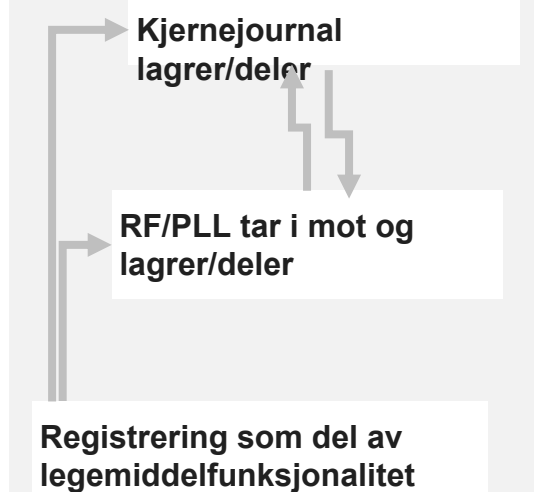 Kjernejournal
lagrer/deler
RF/PLL tar i mot og
lagrer/deler
Registrering som del av
legemiddelfunksjonalitet